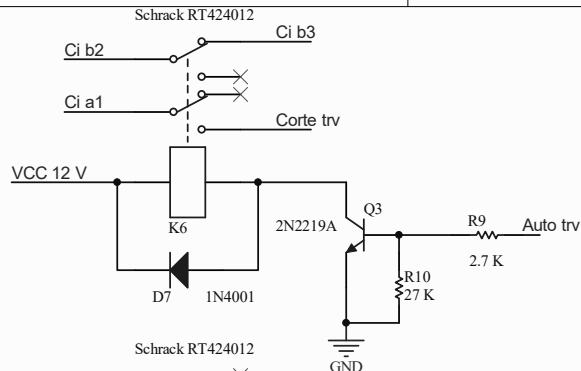 Schrack RT424012
Ci b3
Ci b2
Ci a1
Corte trv
VCC 12 V
K6
2N2219A
Q3
R9
Auto trv
2.7 K
R10
27 K
D7
1N4001
Schrack RT424012
GND